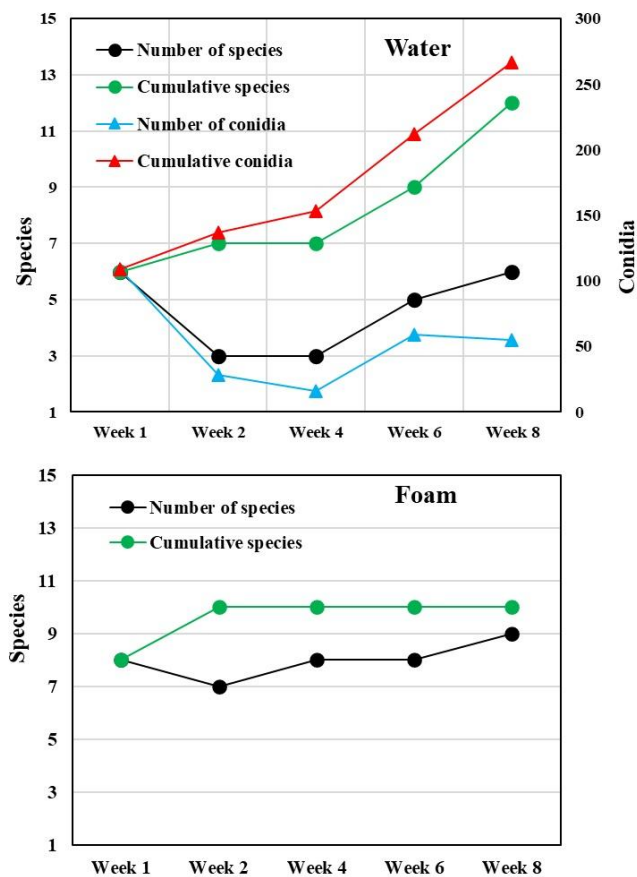 15
13
11
9
7
5
3
1
Species
Number of species
Cumulative species
Number of conidia
Cumulative conidia
Water
300
250
200
150
100
50
0
Conidia
Week 1 Week 2 Week 4 Week 6 Week 8
15
13
11
9
7
5
3
1
Species
Number of species
Cumulative species
Foam
Week 1 Week 2 Week 4 Week 6 Week 8